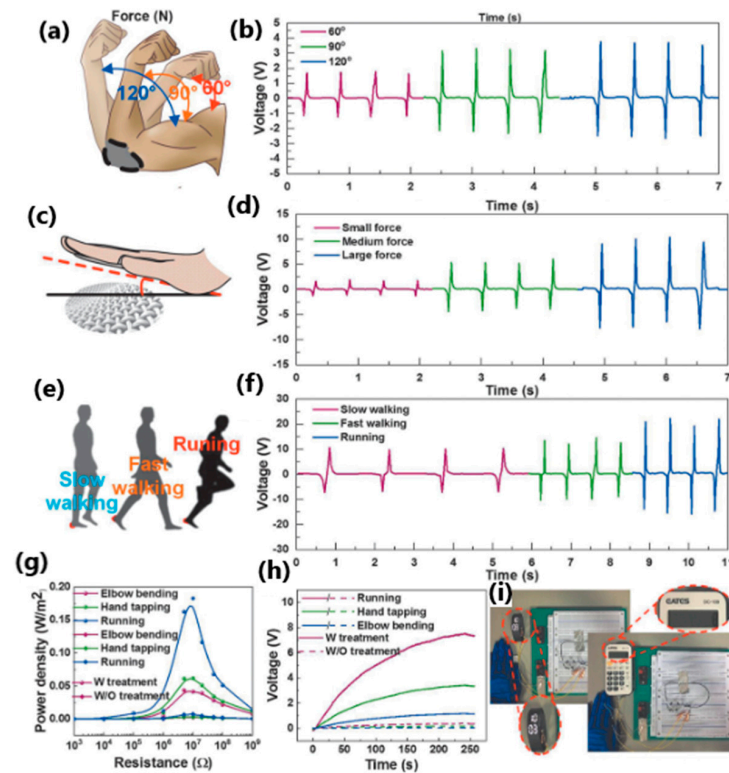 Force (N)
Time (s)
(a)
120°
90°
60°
(b)
60°
90°
120°
Voltage (V)
5
4
3
2
1
0
-1
-2
-3
-4
-5
0 1 2 3 4 5 6 7
Time (s)
(c)
(d)
Small force
Medium force
Large force
Voltage (V)
15
10
5
0
-5
-10
-15
0 1 2 3 4 5 6 7
Time (s)
(e)
Slow
walking
Fast
walking
Runing
(f)
Slow walking
Fast walking
Running
Voltage (V)
30
20
10
0
-10
-20
-30
0 1 2 3 4 5 6 7 8 9 10 11
Time (s)
(g)
Elbow bending
Hand tapping
Running
Elbow bending
Hand tapping
Running
W treatment
W/O treatment
Power density (W/m²)
0.20
0.15
0.10
0.05
0.00
10³ 10⁴ 10⁵ 10⁶ 10⁷ 10⁸ 10⁹
Resistance (Ω)
(h)
Running
Hand tapping
Elbow bending
W treatment
W/O treatment
Voltage (V)
10
8
6
4
2
0
0 50 100 150 200 250
Time (s)
(i)